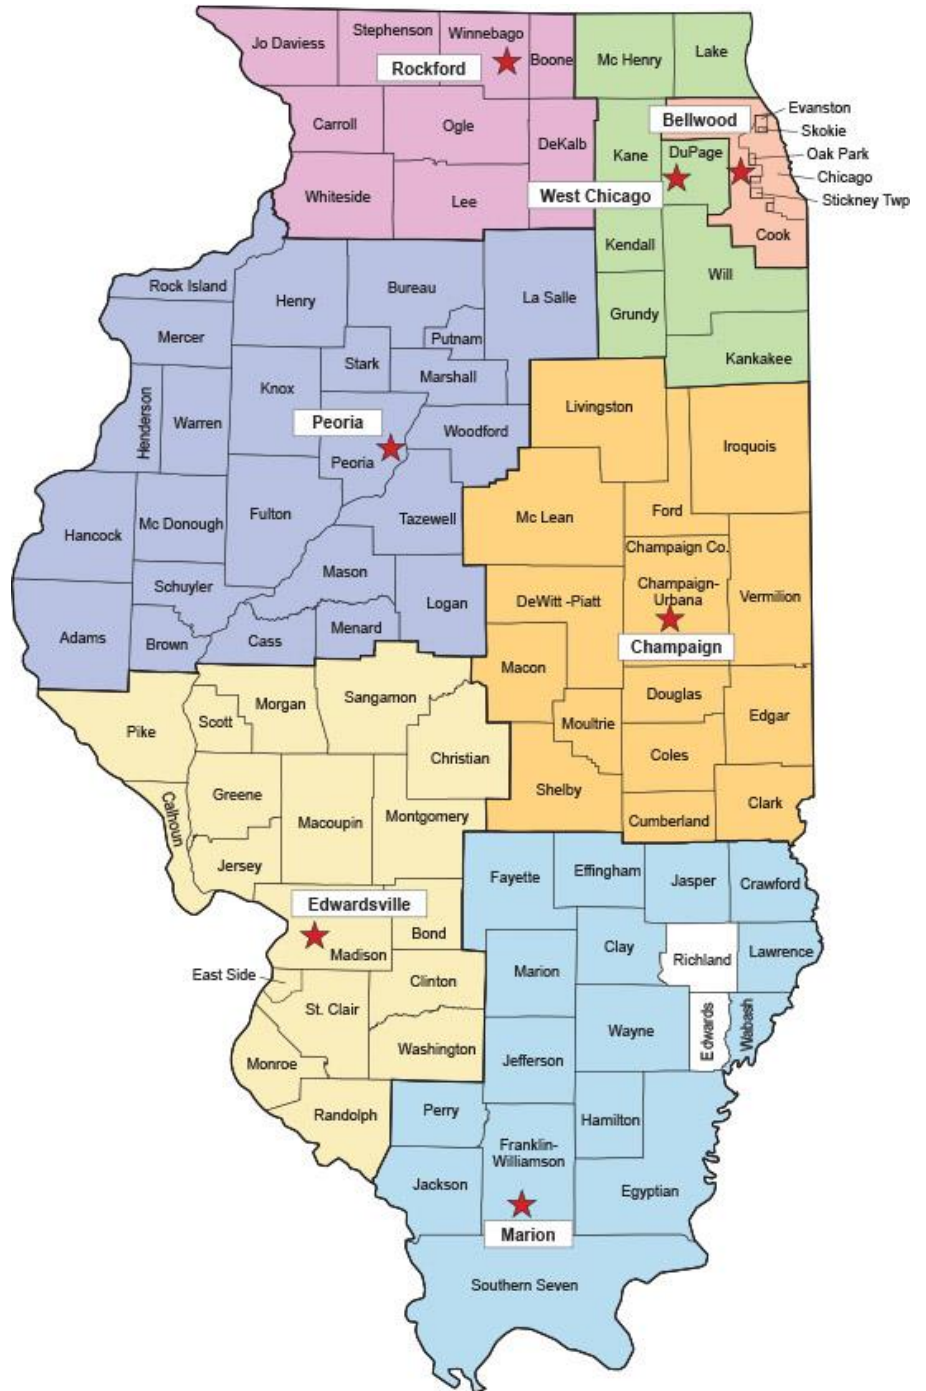 Jo Daviess
Stephenson
Winnebago
Boone
Mc Henry
Lake
Rockford
Carroll
Ogle
DeKalb
Kane
DuPage
Bellwood
Evanston
Skokie
Oak Park
Chicago
Stickney Twp
Whiteside
Lee
West Chicago
Cook
Kendall
Will
Grundy
Kankakee
Rock Island
Henry
Bureau
La Salle
Mercer
Putnam
Stark
Marshall
Knox
Henderson
Warren
Peoria
Peoria
Woodford
Livingston
Iroquois
Hancock
Mc Donough
Fulton
Tazewell
Mc Lean
Ford
Champaign Co.
Schuyler
Mason
Logan
DeWitt -Piatt
Champaign-
Urbana
Vermilion
Adams
Brown
Cass
Menard
Champaign
Macon
Pike
Scott
Morgan
Sangamon
Christian
Douglas
Moultrie
Edgar
Coles
Shelby
Clark
Cumberland
Calhoun
Greene
Macoupin
Montgomery
Jersey
Edwardsville
Madison
Bond
East Side
St. Clair
Clinton
Washington
Monroe
Randolph
Fayette
Effingham
Jasper
Crawford
Clay
Richland
Lawrence
Marion
Wayne
Edwards
Wabash
Jefferson
Perry
Hamilton
Franklin-
Williamson
Jackson
Egyptian
Marion
Southern Seven